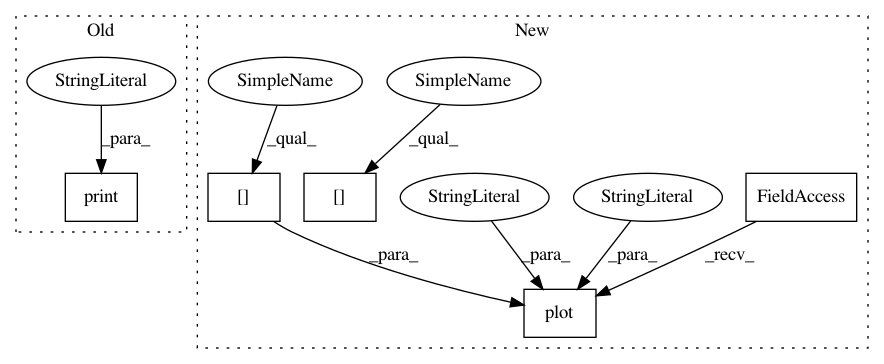 Old
New
StringLiteral
SimpleName
SimpleName
_para_
_qual_
_qual_
print
[]
[]
StringLiteral
StringLiteral
FieldAccess
_para_
_para_
_para_
_recv_
plot